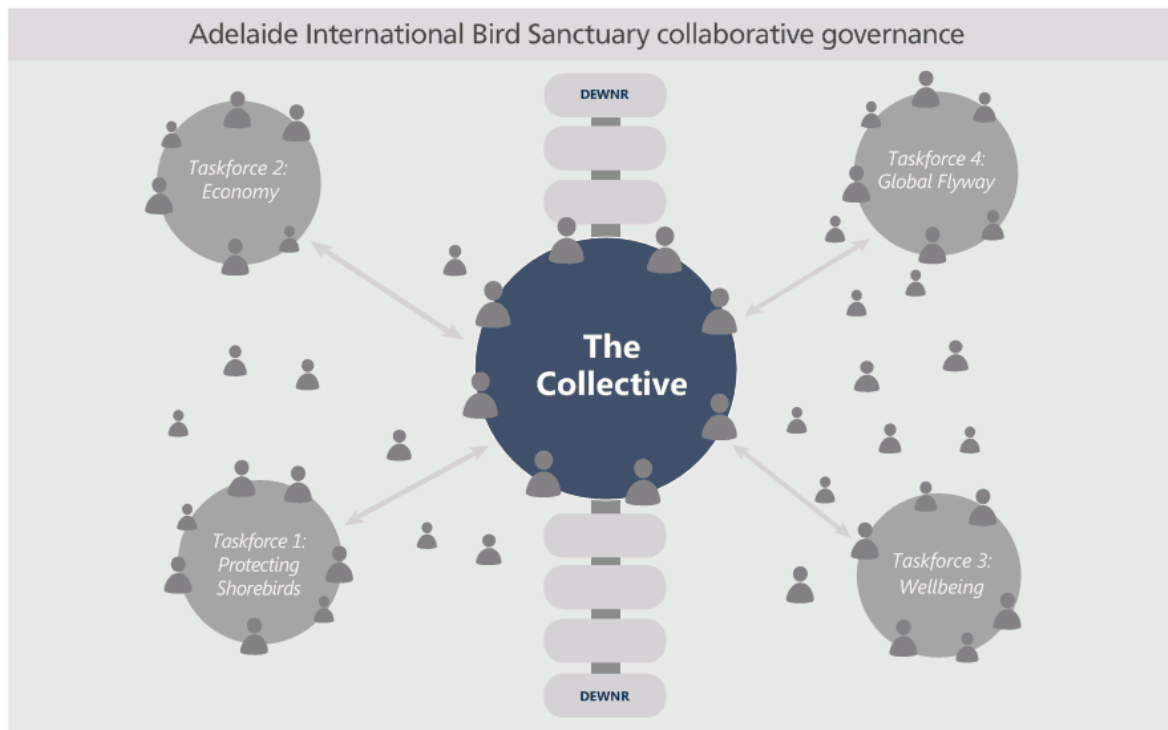 Adelaide International Bird Sanctuary collaborative governance
DEWNR
Taskforce 2:
Economy
Taskforce 4:
Global Flyway
The
Collective
Taskforce 1:
Protecting
Shorebirds
Taskforce 3:
Wellbeing
DEWNR